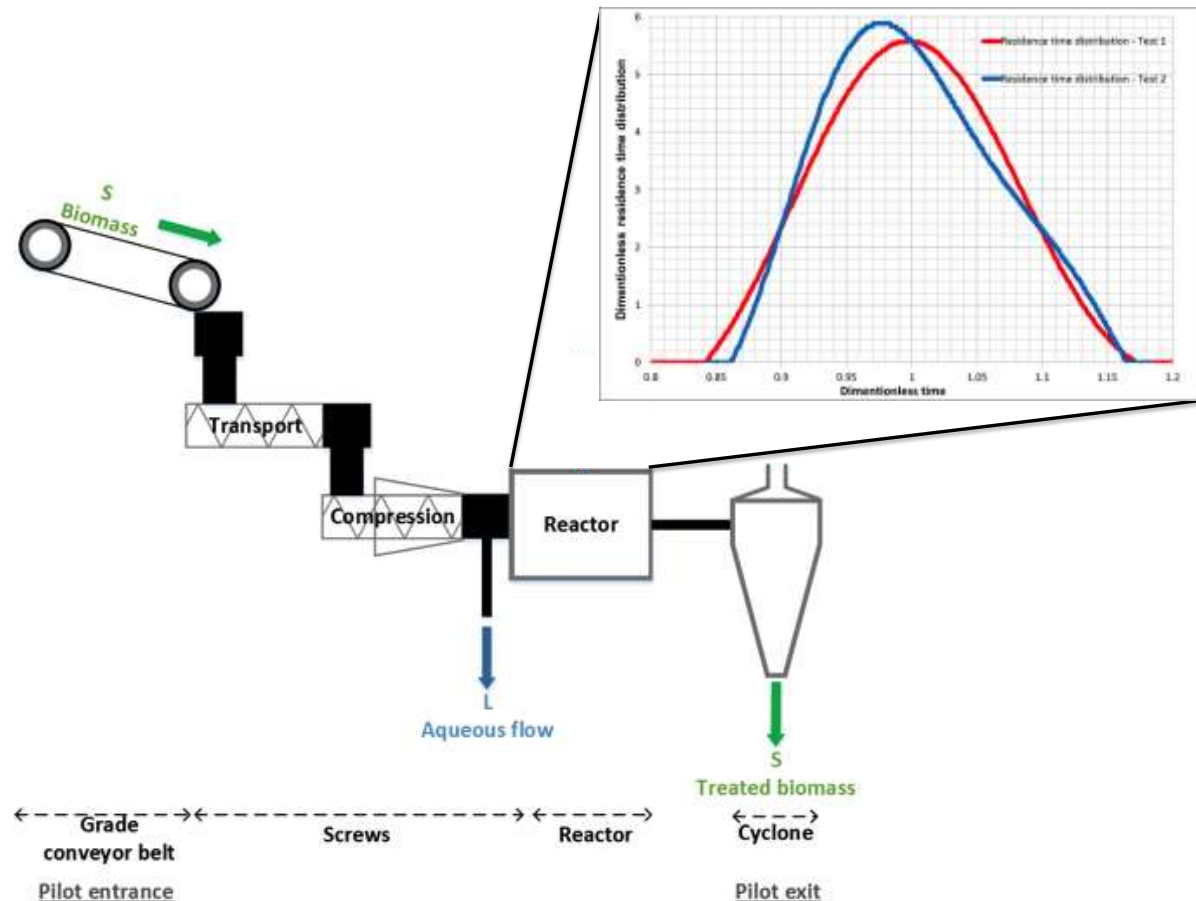 6
5
4
3
2
1
0
Dimentionless residence time distribution
Residence time distribution - Test 1
Residence time distribution - Test 2
0.8 0.85 0.9 0.95 1 1.05 1.1 1.15 1.2
Dimentionless time
S
Biomass
Transport
Compression
Reactor
L
Aqueous flow
S
Treated biomass
Grade
conveyor belt
Screws
Reactor
Cyclone
Pilot entrance
Pilot exit